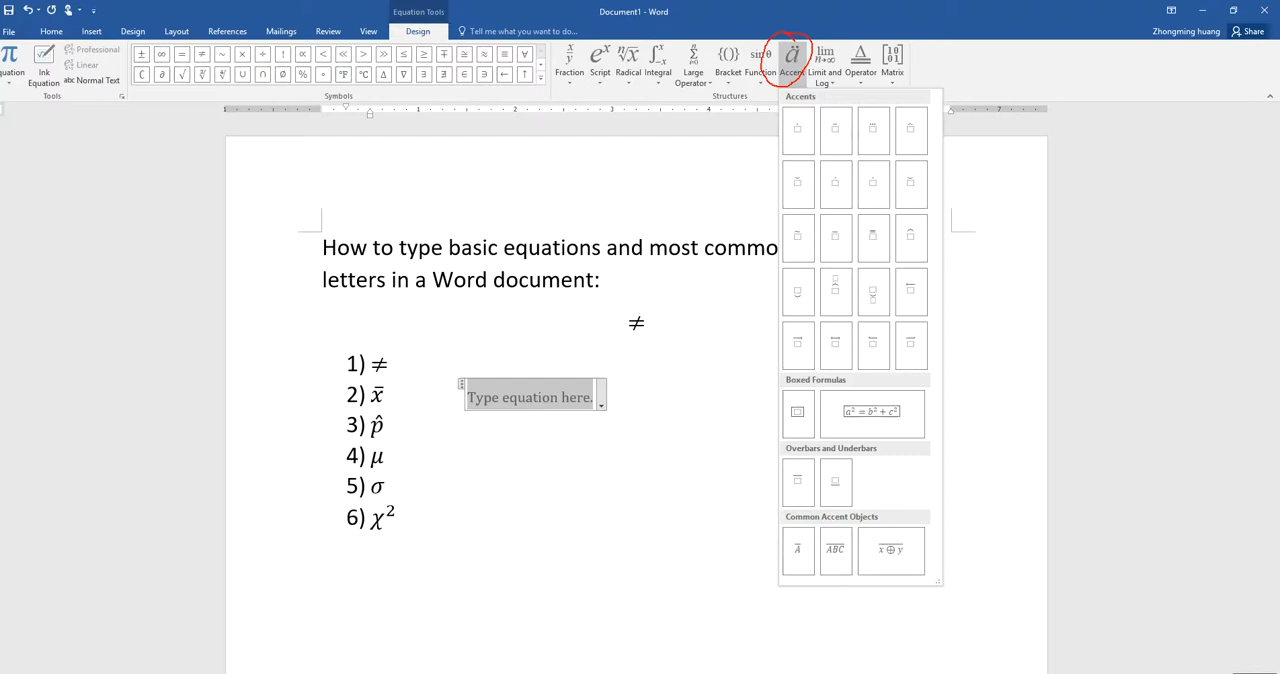 Equation Tools
Document1 - Word
File Home Insert Design Layout References Mailings Review View Design Tell me what you want to do... Zhongming huang Share
π eˣ
Professional
Linear
abc Normal Text
Ink Equation
± ∞ = ≠ ~ × ÷ ! ∝ < ≪ > ≫ ≤ ≥ ∓ ≅ ≈ ≡ ∀
∁ ∂ √ ∛ ∜ ∪ ∩ ∅ % ° °F °C ∆ ∇ ∃ ∄ ∈ ∋ ← ↑
Fraction Script Radical Integral Large Operator Bracket Function Accent Limit and Log Operator Matrix
Tools Symbols Structures
Accents
How to type basic equations and most commo
letters in a Word document:
≠
1) ≠
2) x̄
Type equation here.
3) p̂
4) μ
5) σ
6) χ²
Boxed Formulas
a² = b² + c²
Overbars and Underbars
Common Accent Objects
A̅ A̅B̅C̅ x ⊕ y